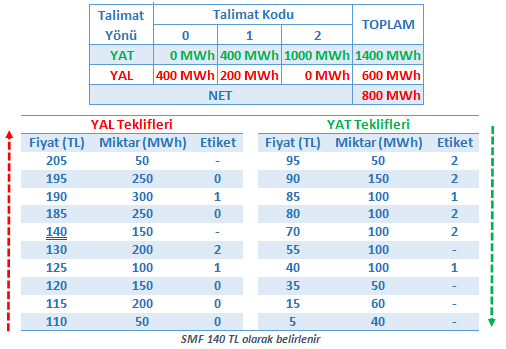 Talimat Yönü Talimat Kodu TOPLAM
0 1 2
YAT 0 MWh 400 MWh 1000 MWh 1400 MWh
YAL 400 MWh 200 MWh 0 MWh 600 MWh
NET 800 MWh
YAL Teklifleri YAT Teklifleri
Fiyat (TL) Miktar (MWh) Etiket Fiyat (TL) Miktar (MWh) Etiket
205 50 - 95 50 2
195 250 0 90 150 2
190 300 1 85 100 1
185 250 0 80 100 2
140 150 - 70 100 2
130 200 2 55 100 -
125 100 1 40 100 1
120 150 0 35 50 -
115 200 0 15 60 -
110 50 0 5 40 -
SMF 140 TL olarak belirlenir